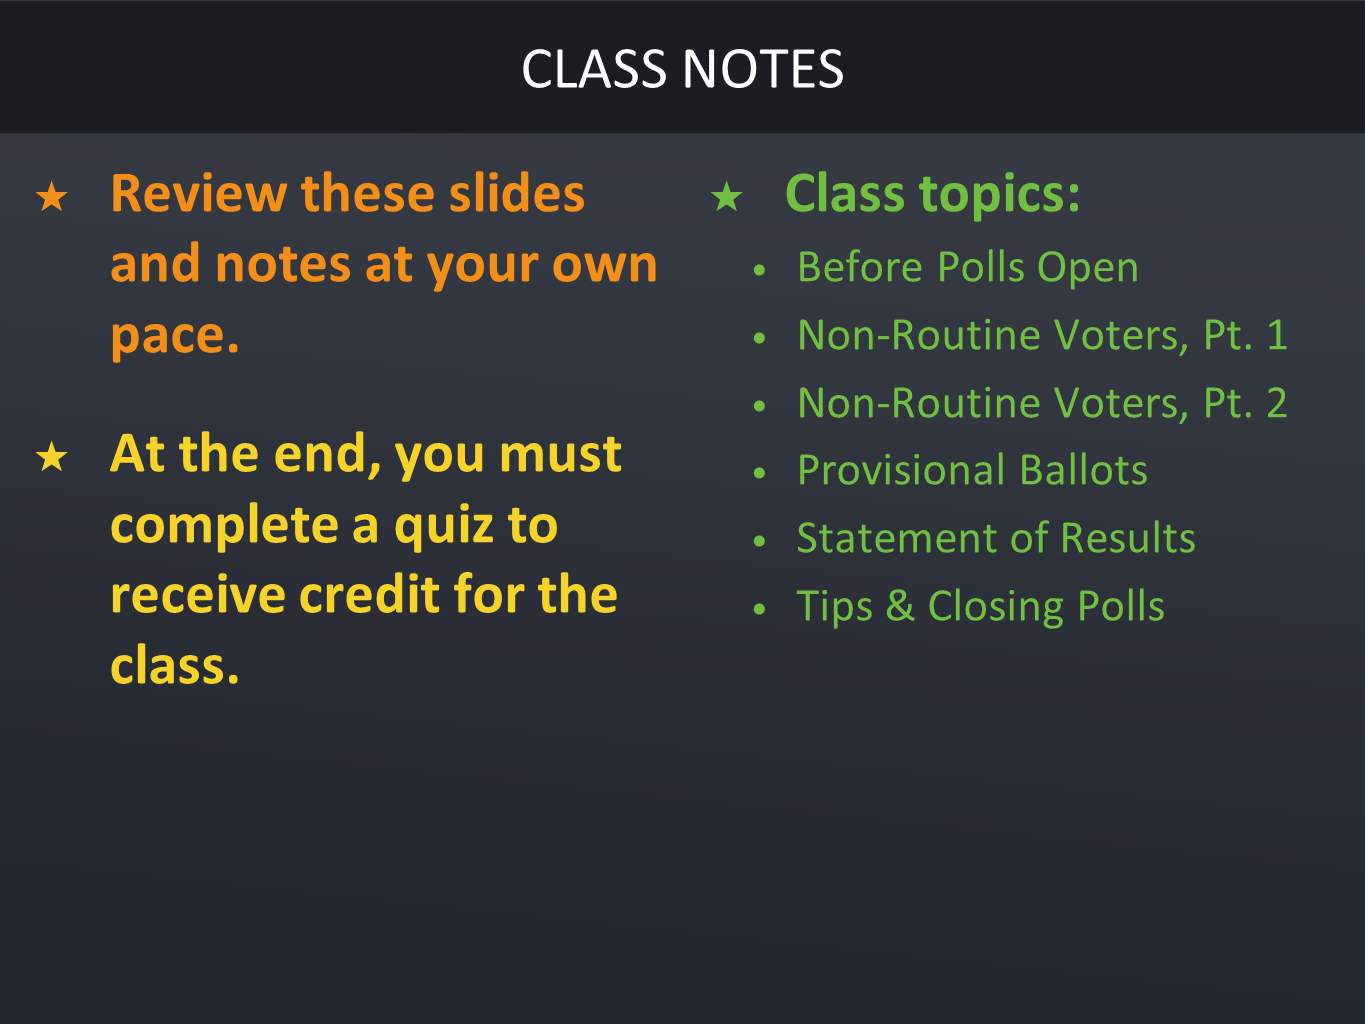 CLASS NOTES
★ Review these slides
and notes at your own
pace.
★ At the end, you must
complete a quiz to
receive credit for the
class.
★ Class topics:
• Before Polls Open
• Non-Routine Voters, Pt. 1
• Non-Routine Voters, Pt. 2
• Provisional Ballots
• Statement of Results
• Tips & Closing Polls